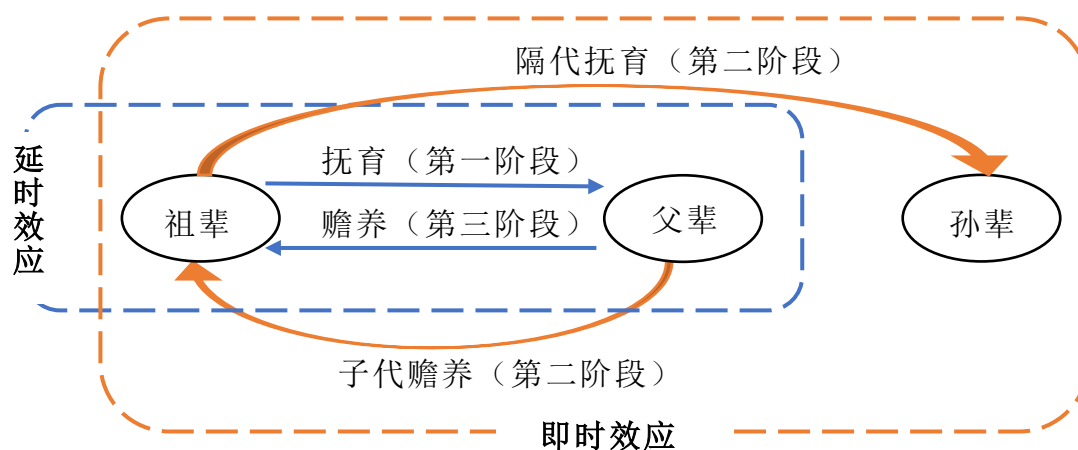 隔代抚育（第二阶段）
延时效应
抚育（第一阶段）
祖辈
赡养（第三阶段）
父辈
孙辈
子代赡养（第二阶段）
即时效应